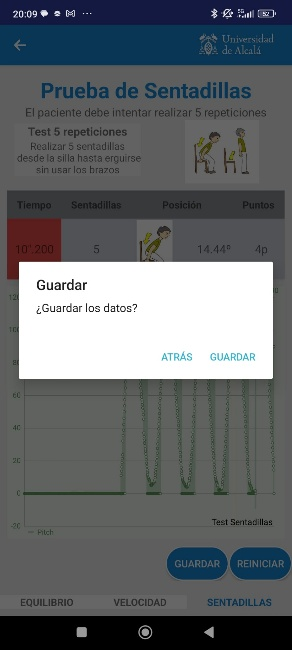 20:09
52
Universidad
de Alcalá
Prueba de Sentadillas
El paciente debe intentar realizar 5 repeticiones
Test 5 repeticiones
Realizar 5 sentadillas
desde la silla hasta erguirse
sin usar los brazos
Tiempo Sentadillas Posición Puntos
10".200 5 14.44º 4p
Guardar
¿Guardar los datos?
ATRÁS GUARDAR
80
60
40
20
0
-20
Pitch
Test Sentadillas
GUARDAR REINICIAR
EQUILIBRIO VELOCIDAD SENTADILLAS